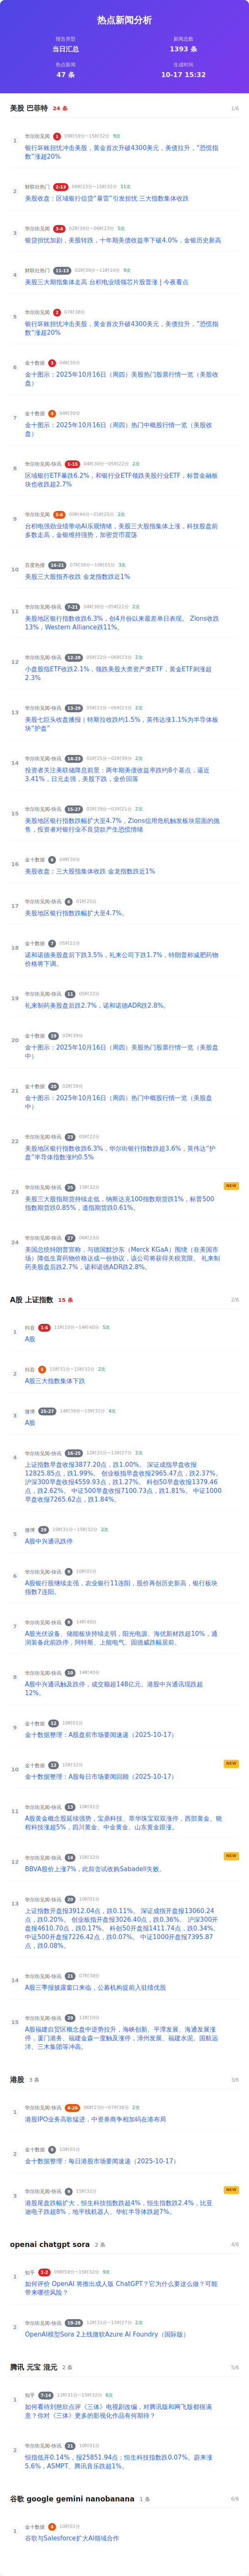 热点新闻分析
报告类型
新闻总数
当日汇总
1393 条
热点新闻
生成时间
47 条
10-17 15:32
美股 巴菲特 24 条 1/6
1 华尔街见闻 1 09时59分~15时32分 9次
银行坏账担忧冲击美股，黄金首次升破4300美元，美债拉升，“恐慌指
数”涨超20%
2 财联社热门 2-13 06时23分~15时32分 11次
美股收盘：区域银行信贷“暴雷”引发担忧 三大指数集体收跌
3 华尔街见闻 3-4 02时39分~06时23分 5次
银贷担忧加剧，美股转跌，十年期美债收益率下破4.0%，金银历史新高
4 财联社热门 11-13 01时39分~11时10分 9次
美股三大期指集体走高 台积电业绩领芯片股普涨 | 今夜看点
5 华尔街见闻 2 07时38分
银行坏账担忧冲击美股，黄金首次升破4300美元，美债拉升，“恐慌指
数”涨超20%
6 金十数据 3 04时30分
金十图示：2025年10月16日（周四）美股热门股票行情一览（美股收
盘）
7 金十数据 4 04时30分
金十图示：2025年10月16日（周四）热门中概股行情一览（美股收
盘）
8 华尔街见闻·快讯 1-15 04时30分~05时22分 2次
区域银行ETF暴跌6.2%，和银行业ETF领跌美股行业ETF，标普金融板
块也收跌超2.7%
9 华尔街见闻 5-6 00时44分~01时25分 2次
台积电强劲业绩带动AI乐观情绪，美股三大股指集体上涨，科技股盘前
多数走高，金银维持强势，加密货币震荡
10 百度热搜 16-21 07时38分~10时01分 3次
美股三大股指齐收跌 金龙指数跌近1%
11 华尔街见闻·快讯 7-21 04时30分~05时22分 2次
美股地区银行指数收跌6.3%，创4月份以来最差单日表现。 Zions收跌
13%，Western Alliance跌11%。
12 华尔街见闻·快讯 12-28 05时22分~06时23分 2次
小盘股指ETF收跌2.1%，领跌美股大类资产类ETF，黄金ETF则涨超
2.3%
13 华尔街见闻·快讯 13-29 05时22分~06时23分 2次
美股七巨头收盘播报｜特斯拉收跌约1.5%，英伟达涨1.1%为半导体板
块“护盘”
14 华尔街见闻·快讯 14-23 01时25分~02时39分 2次
投资者关注美联储降息前景：两年期美债收益率跌约8个基点，逼近
3.41%，日元走强，美股下跌，金价回落
15 华尔街见闻·快讯 15-27 02时39分~03时21分 2次
美股地区银行指数跌幅扩大至4.7%，Zions信用危机触发板块层面的抛
售，投资者对银行业不良贷款产生恐慌情绪
16 金十数据 5 04时30分
美股收盘：三大股指集体收跌 金龙指数跌近1%
17 华尔街见闻·快讯 6 01时25分
美股地区银行指数跌幅扩大至4.7%。
18 金十数据 7 05时22分
诺和诺德美股盘后下跌3.5%，礼来公司下跌1.7%，特朗普称减肥药物
价格将下调。
19 华尔街见闻·快讯 11 05时22分
礼来制药美股盘后跌2.7%，诺和诺德ADR跌2.8%。
20 金十数据 19 02时39分
金十图示：2025年10月16日（周四）美股热门股票行情一览（美股盘
中）
21 金十数据 20 02时39分
金十图示：2025年10月16日（周四）热门中概股行情一览（美股盘
中）
22 华尔街见闻·快讯 23 05时22分
美股地区银行指数收跌6.3%，华尔街银行指数跌超3.6%，英伟达“护
盘”半导体指数涨约0.5%
23 华尔街见闻·快讯 25 15时32分 NEW
美股三大股指期货持续走低，纳斯达克100指数期货跌1%，标普500
指数期货跌0.85%，道指期货跌0.61%。
24 华尔街见闻·快讯 27 06时23分
美国总统特朗普宣称，与德国默沙东（Merck KGaA）围绕（在美国市
场）降低生育药物价格达成一份协议，该公司将获得关税宽限。 礼来制
药美股盘后跌2.7%，诺和诺德ADR跌2.8%。
A股 上证指数 15 条 2/6
1 抖音 1-6 11时10分~14时40分 5次
A股
2 抖音 5 15时31分~15时32分 2次
A股三大指数集体下跌
3 微博 25-27 14时39分~15时32分 4次
A股
4 华尔街见闻·快讯 16-25 12时31分~13时27分 2次
上证指数早盘收报3877.20点，跌1.00%。 深证成指早盘收报
12825.85点，跌1.99%。 创业板指早盘收报2965.47点，跌2.37%。
沪深300早盘收报4559.93点，跌1.27%。 科创50早盘收报1379.46
点，跌2.62%。 中证500早盘收报7100.73点，跌1.81%。 中证1000
早盘收报7265.62点，跌1.84%。
5 微博 29 15时31分~15时32分 2次
A股中兴通讯跌停
6 华尔街见闻·快讯 9 10时51分
A股银行股继续走强，农业银行11连阳，股价再创历史新高，银行板块
指数7连阳。
7 华尔街见闻·快讯 9 14时40分
A股光伏设备、储能板块持续走弱，阳光电源、海优新材跌超10%，通
润装备此前跌停，阿特斯、上能电气、固德威跌幅居前。
8 华尔街见闻·快讯 10 14时40分
A股中兴通讯触及跌停，成交额超148亿元。港股中兴通讯现跌超
12%。
9 金十数据 12 10时01分
金十数据整理：A股盘前市场要闻速递（2025-10-17）
10 金十数据 12 15时32分 NEW
金十数据整理：A股每日市场要闻回顾（2025-10-17）
11 华尔街见闻·快讯 13 10时01分
A股黄金概念股延续强势，宝鼎科技、萃华珠宝双双涨停，西部黄金、晓
程科技涨超5%，四川黄金、中金黄金、山东黄金跟涨。
12 华尔街见闻·快讯 14 15时32分 NEW
BBVA股价上涨7%，此前尝试收购Sabadell失败。
13 华尔街见闻·快讯 20 10时01分
上证指数开盘报3912.04点，跌0.11%。 深证成指开盘报13060.24
点，跌0.20%。 创业板指开盘报3026.40点，跌0.36%。 沪深300开
盘报4610.70点，跌0.17%。 科创50开盘报1411.74点，跌0.34%。
中证500开盘报7226.42点，跌0.07%。 中证1000开盘报7395.87
点，跌0.08%。
14 华尔街见闻·快讯 21 07时38分
A股三季报披露窗口来临，公募机构提前入驻绩优股
15 华尔街见闻·快讯 29 11时10分
A股福建自贸区概念盘中逆势拉升，海峡创新、平潭发展、海通发展涨
停，厦门港务、福建金森一度触及涨停，漳州发展、福建水泥、国航远
洋、三木集团等冲高。
港股 3 条 3/6
1 华尔街见闻·快讯 6-26 06时23分~07时38分 2次
港股IPO业务高歌猛进，中资券商争相加码在港布局
2 金十数据 8 10时01分
金十数据整理：每日港股市场要闻速递（2025-10-17）
3 华尔街见闻·快讯 9 15时32分 NEW
港股尾盘跌幅扩大，恒生科技指数跌超4%，恒生指数跌2.4%，比亚
迪电子跌超8%，地平线机器人、华虹半导体跌超7%。
openai chatgpt sora 2 条 4/6
1 知乎 1-2 09时59分~15时32分 9次
如何评价 OpenAI 将推出成人版 ChatGPT？它为什么要这么做？可能
带来哪些风险？
2 华尔街见闻·快讯 19-28 12时31分~13时27分 2次
OpenAI模型Sora 2上线微软Azure AI Foundry（国际版）
腾讯 元宝 混元 2 条 5/6
1 知乎 7-14 12时31分~15时32分 6次
如何看待刘慈欣点评《三体》电视剧改编，对腾讯版和网飞版都很满
意？你对《三体》更多的影视化作品有何期待？
2 华尔街见闻·快讯 21 10时01分
恒指低开0.14%，报25851.94点；恒生科技指数跌0.07%。蔚来涨
5.6%，ASMPT、腾讯音乐跌超1%。
谷歌 google gemini nanobanana 1 条 6/6
1 金十数据 4 10时01分
谷歌与Salesforce扩大AI领域合作